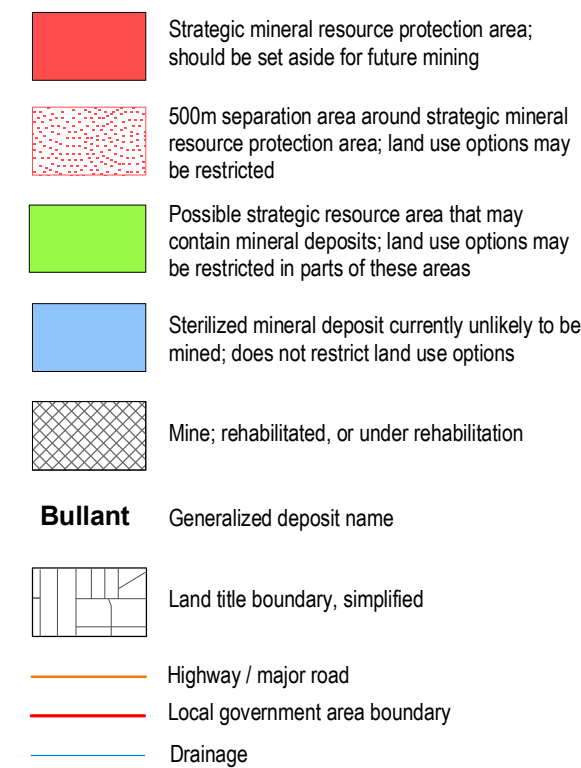 Strategic mineral resource protection area;
should be set aside for future mining
500m separation area around strategic mineral
resource protection area; land use options may
be restricted
Possible strategic resource area that may
contain mineral deposits; land use options may
be restricted in parts of these areas
Sterilized mineral deposit currently unlikely to be
mined; does not restrict land use options
Mine; rehabilitated, or under rehabilitation
Bullant Generalized deposit name
Land title boundary, simplified
Highway / major road
Local government area boundary
Drainage